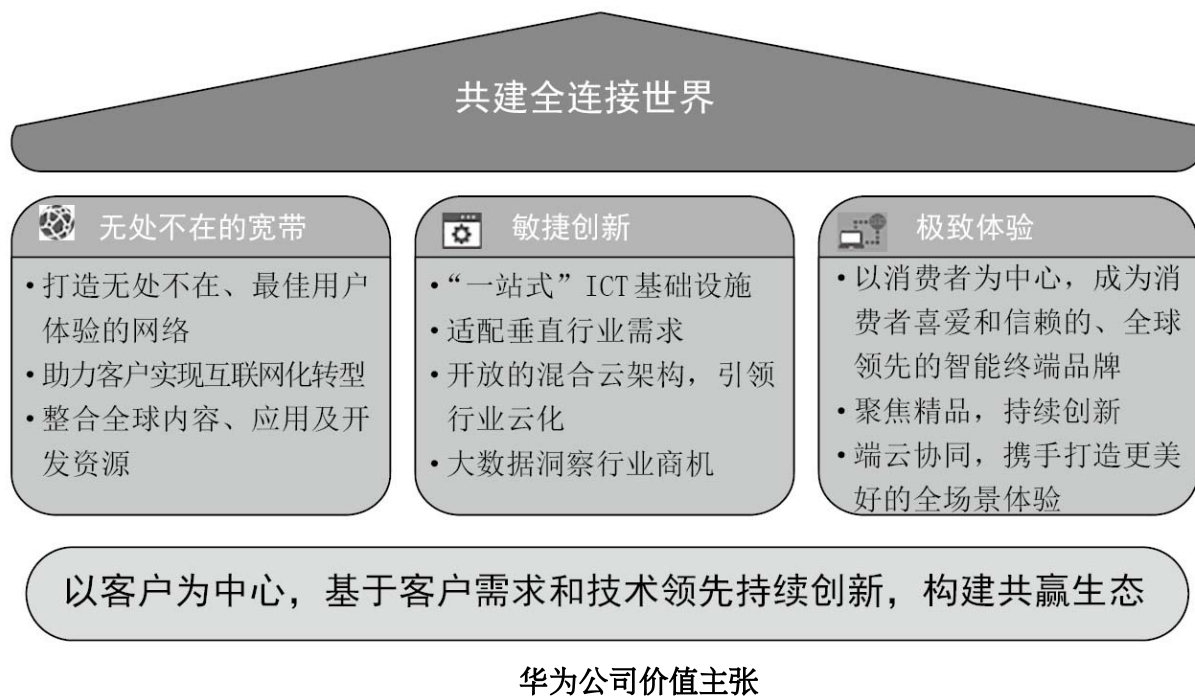 共建全连接世界
无处不在的宽带
•打造无处不在、最佳用户
体验的网络
•助力客户实现互联网化转型
•整合全球内容、应用及开
发资源
敏捷创新
•“一站式”ICT基础设施
•适配垂直行业需求
•开放的混合云架构，引领
行业云化
•大数据洞察行业商机
极致体验
•以消费者为中心，成为消
费者喜爱和信赖的、全球
领先的智能终端品牌
•聚焦精品，持续创新
•端云协同，携手打造更美
好的全场景体验
以客户为中心，基于客户需求和技术领先持续创新，构建共赢生态
华为公司价值主张